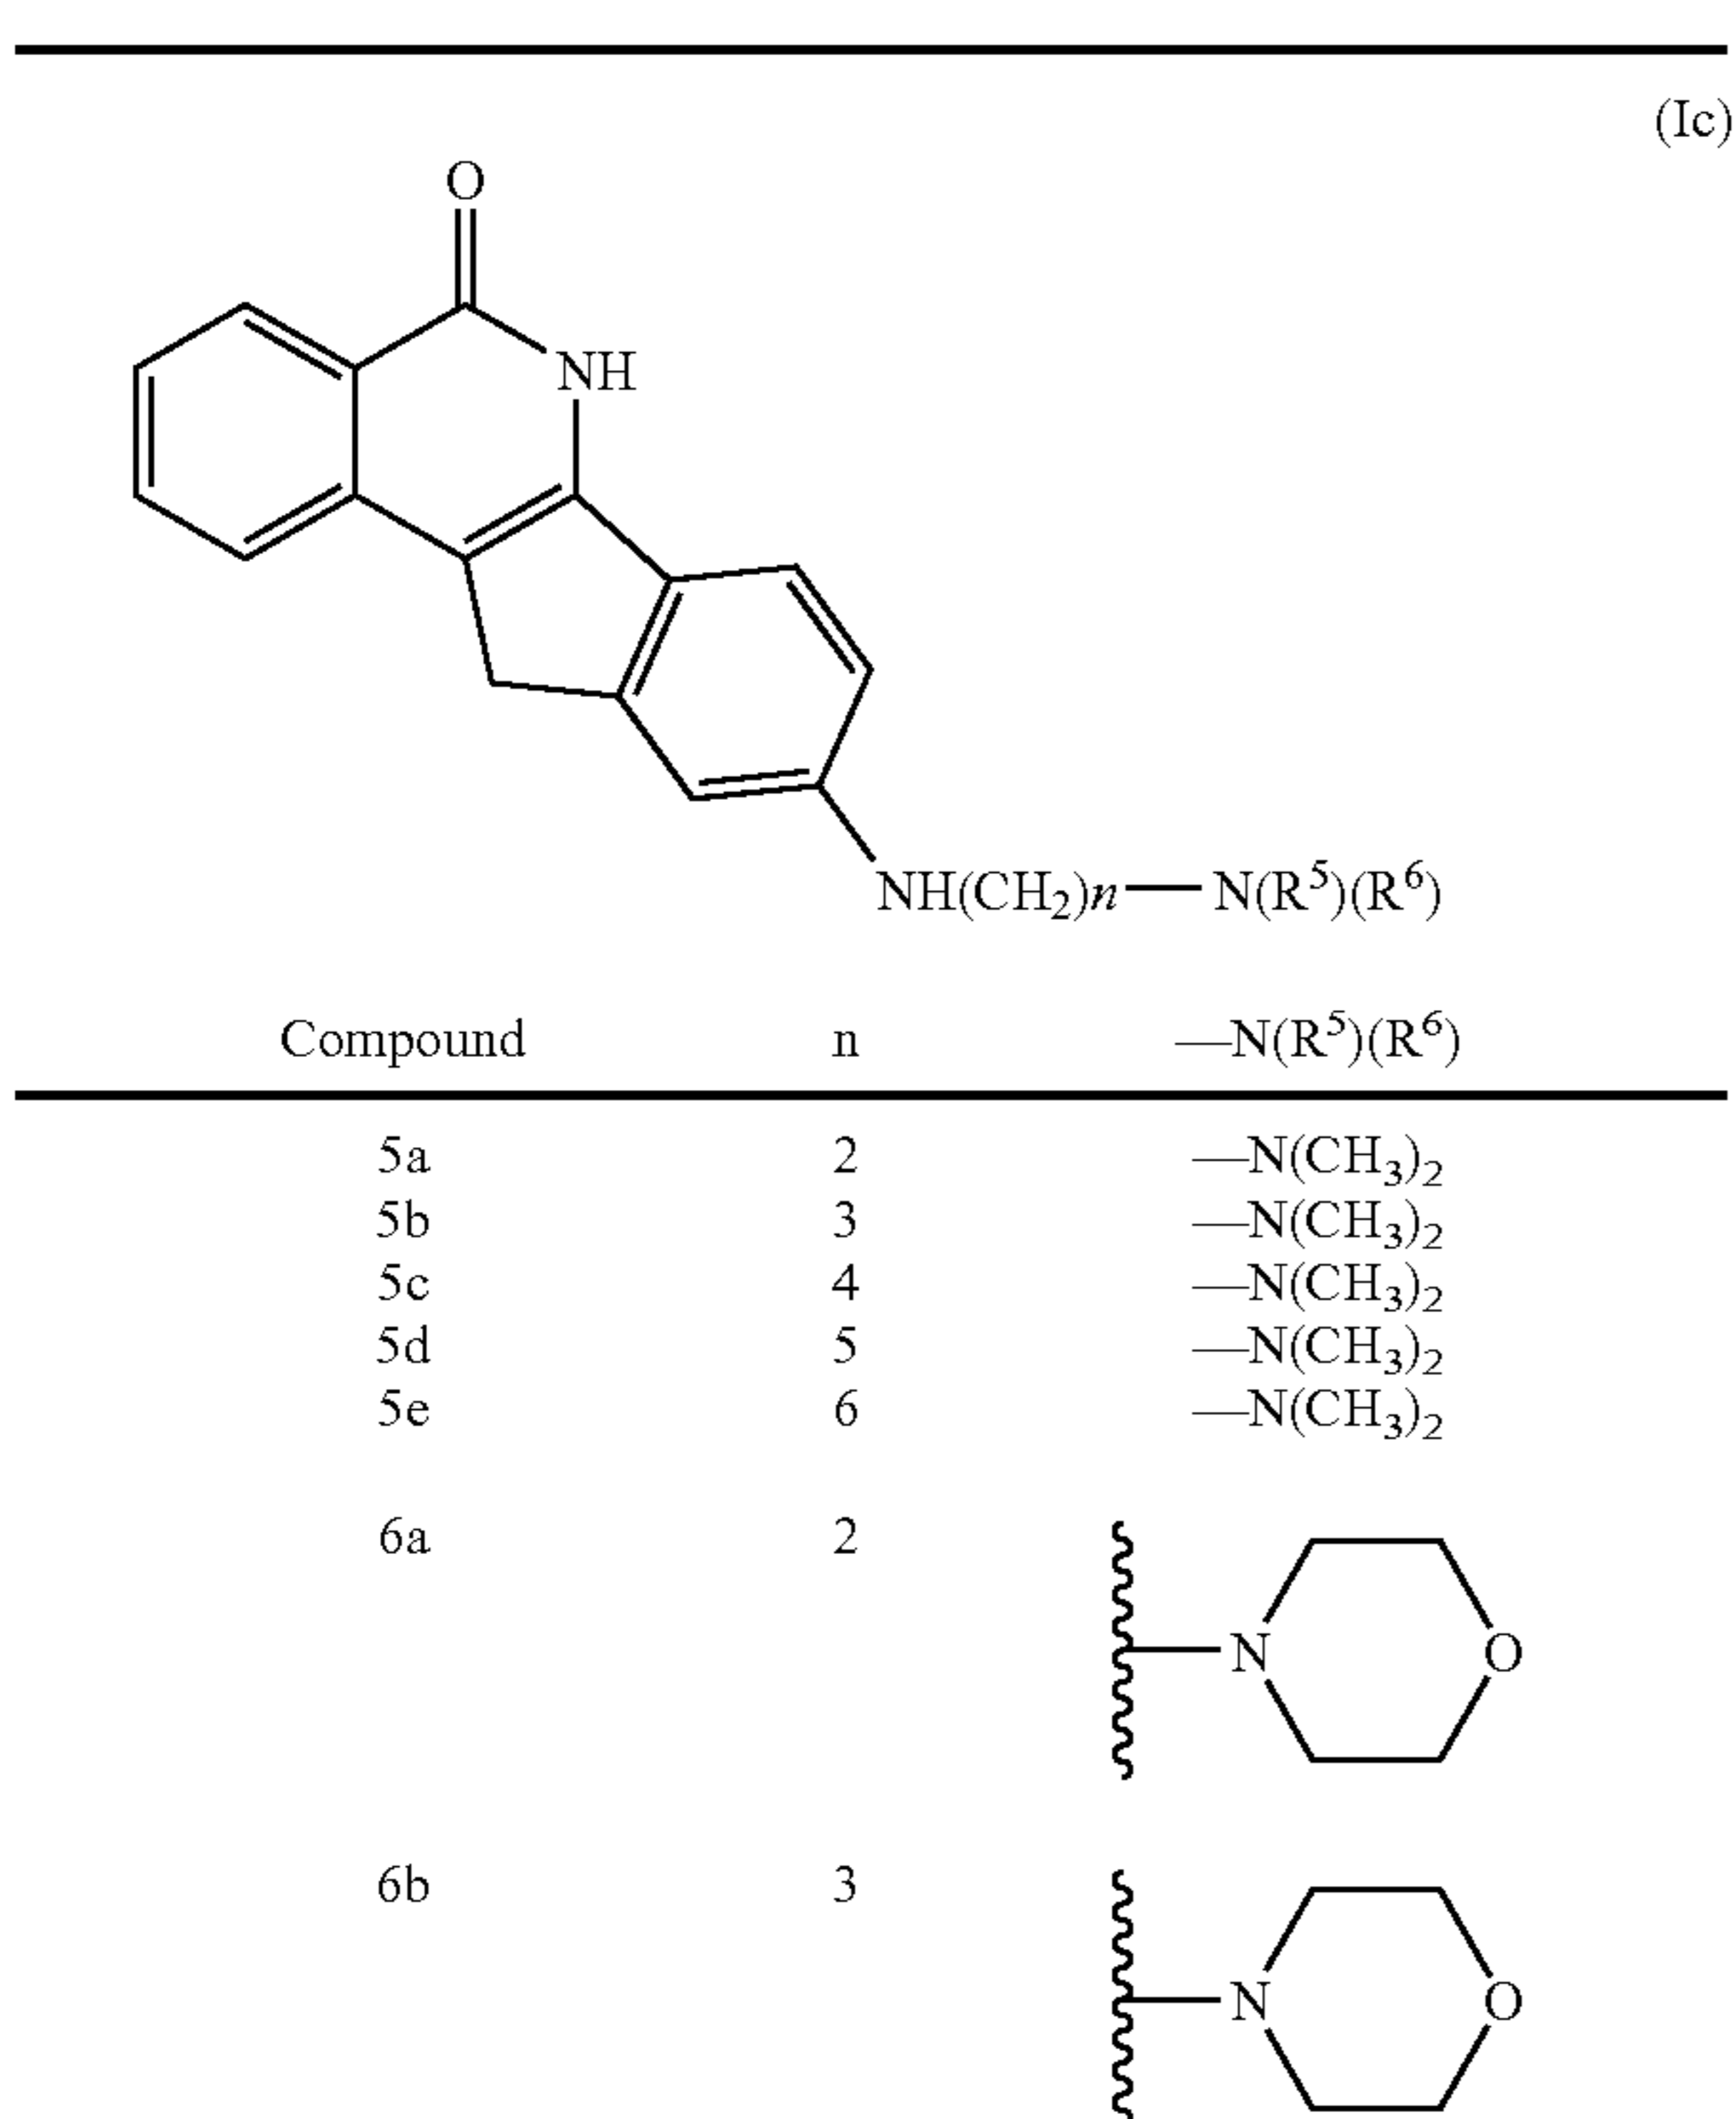 (Ic)
O
NH
NH(CH₂)n—N(R⁵)(R⁶)
Compound n —N(R⁵)(R⁶)
5a 2 —N(CH₃)₂
5b 3 —N(CH₃)₂
5c 4 —N(CH₃)₂
5d 5 —N(CH₃)₂
5e 6 —N(CH₃)₂
6a 2
N O
6b 3
N O